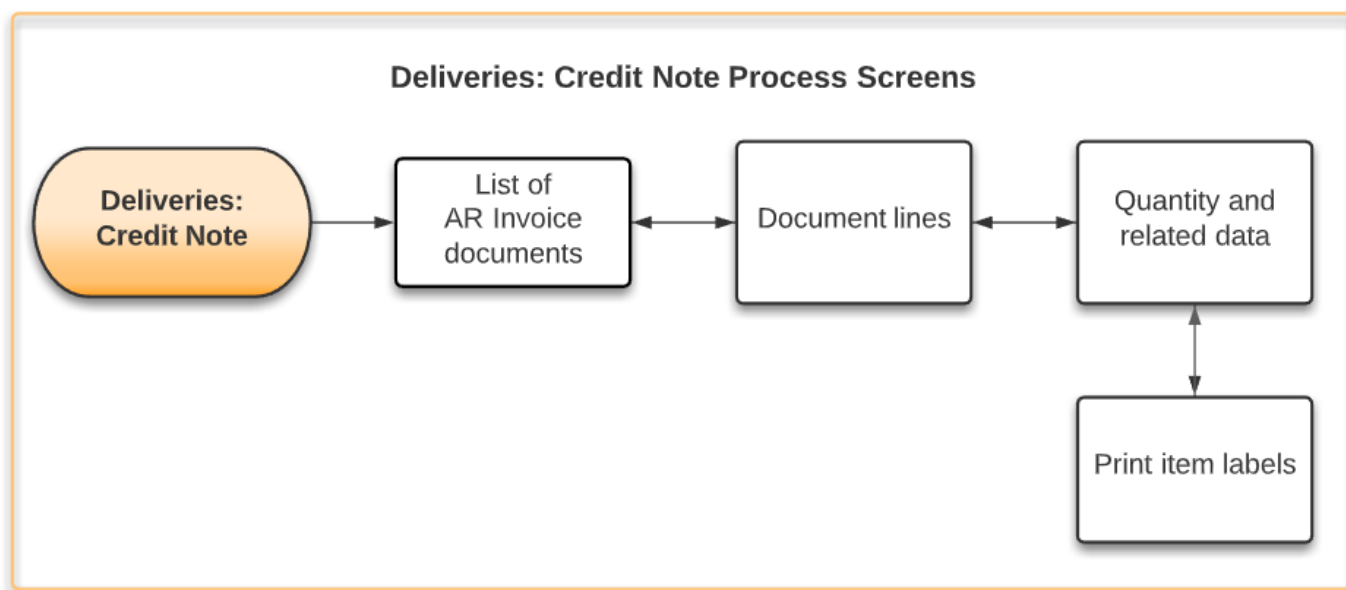 Deliveries: Credit Note Process Screens
Deliveries:
Credit Note
List of
AR Invoice
documents
Document lines
Quantity and
related data
Print item labels